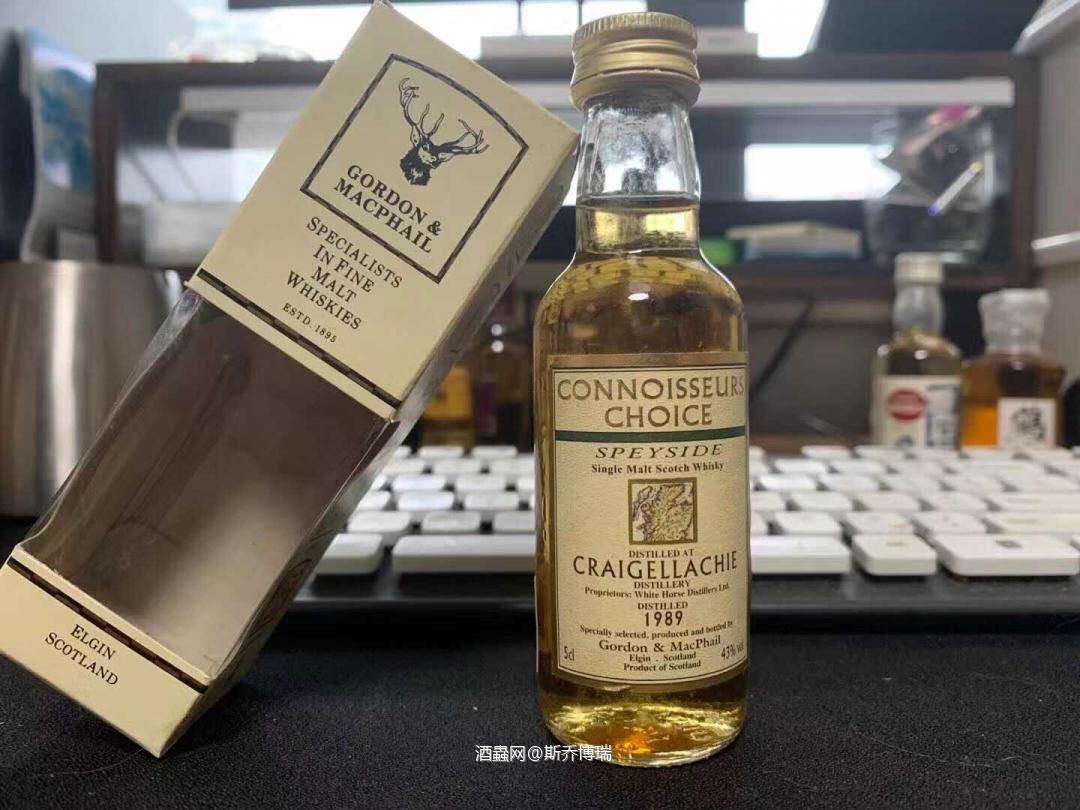 GORDON &
MACPHAIL
SPECIALISTS
IN FINE
MALT
WHISKIES
ESTD. 1895
ELGIN
SCOTLAND
CONNOISSEURS
CHOICE
SPEYSIDE
Single Malt Scotch Whisky
DISTILLED AT
CRAIGELLACHIE
DISTILLERY
Proprietors: White Horse Distillery Ltd.
DISTILLED
1989
Specially selected, produced and bottled by
Gordon & MacPhail
5cl Elgin . Scotland 43% vol
Product of Scotland
酒蟲网@斯乔博瑞